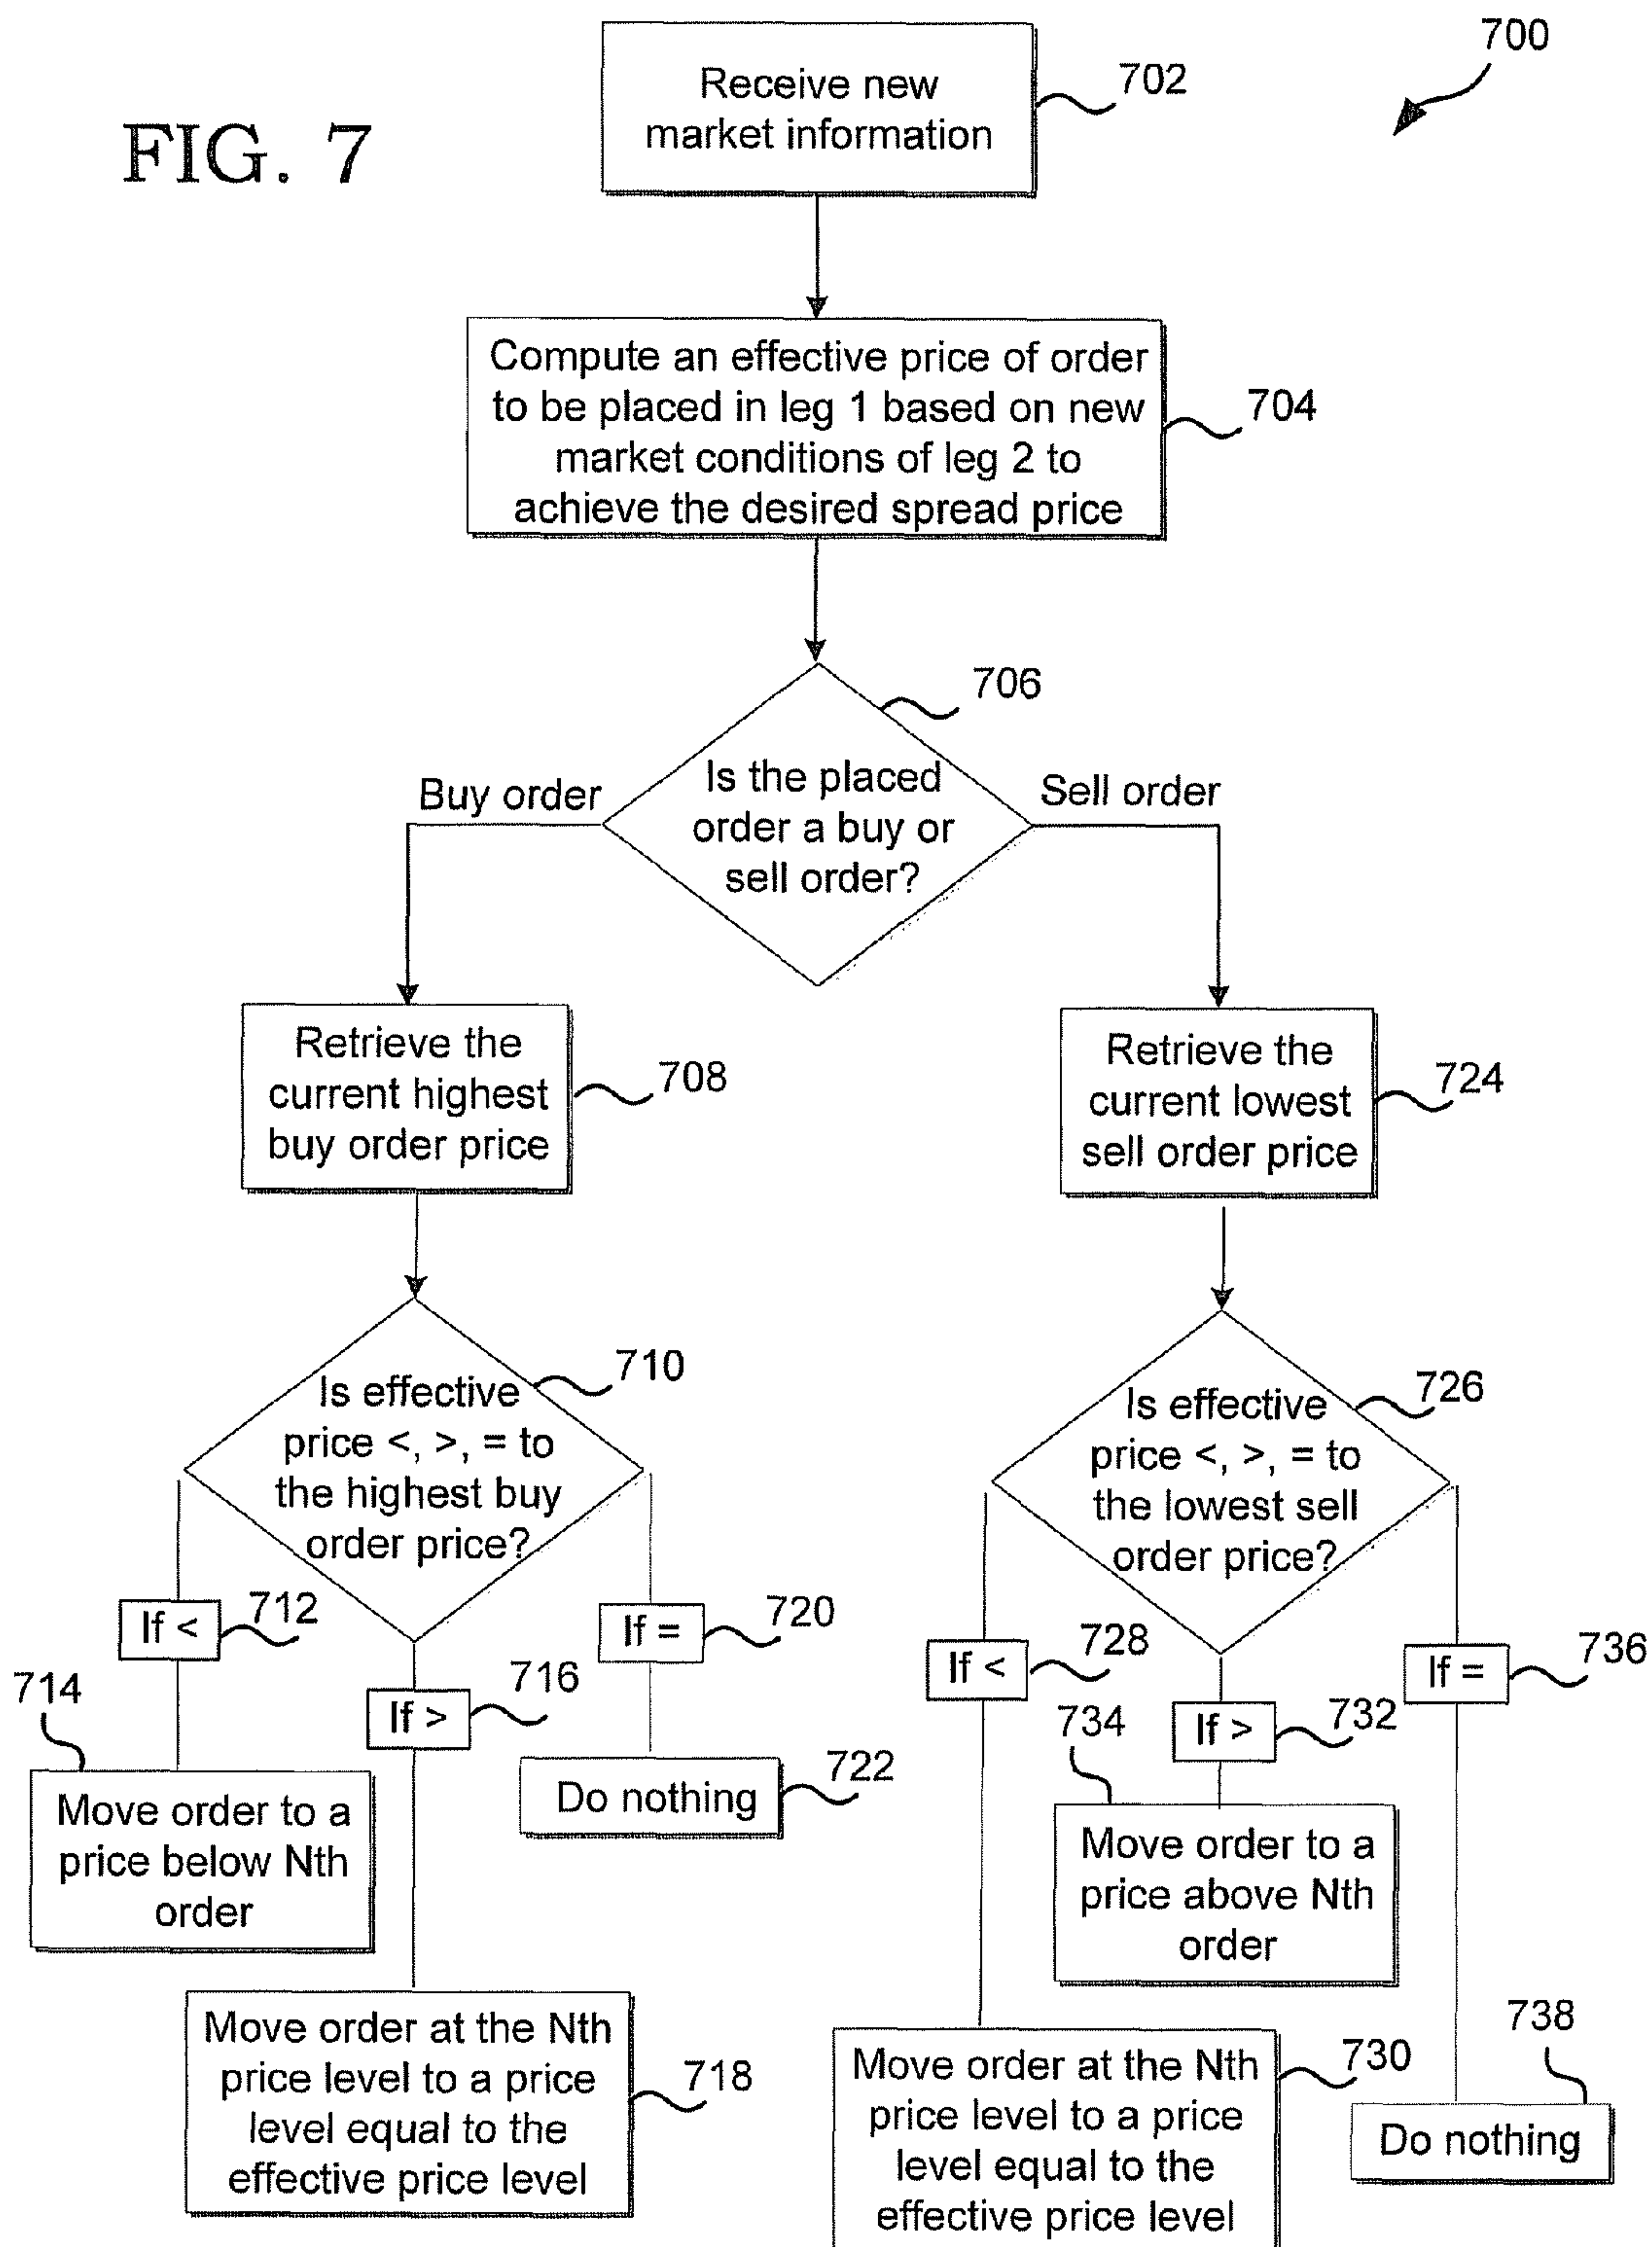 700
FIG. 7
Receive new
market information
702
Compute an effective price of order
to be placed in leg 1 based on new
market conditions of leg 2 to
achieve the desired spread price
704
706
Is the placed
order a buy or
sell order?
Buy order
Sell order
Retrieve the
current highest
buy order price
708
Retrieve the
current lowest
sell order price
724
Is effective
price <, >, = to
the highest buy
order price?
710
Is effective
price <, >, = to
the lowest sell
order price?
726
If <
712
If >
716
If =
720
If <
728
If >
732
If =
736
714
Move order to a
price below Nth
order
Do nothing
722
734
Move order to a
price above Nth
order
Move order at the Nth
price level to a price
level equal to the
effective price level
718
Move order at the Nth
price level to a price
level equal to the
effective price level
730
738
Do nothing